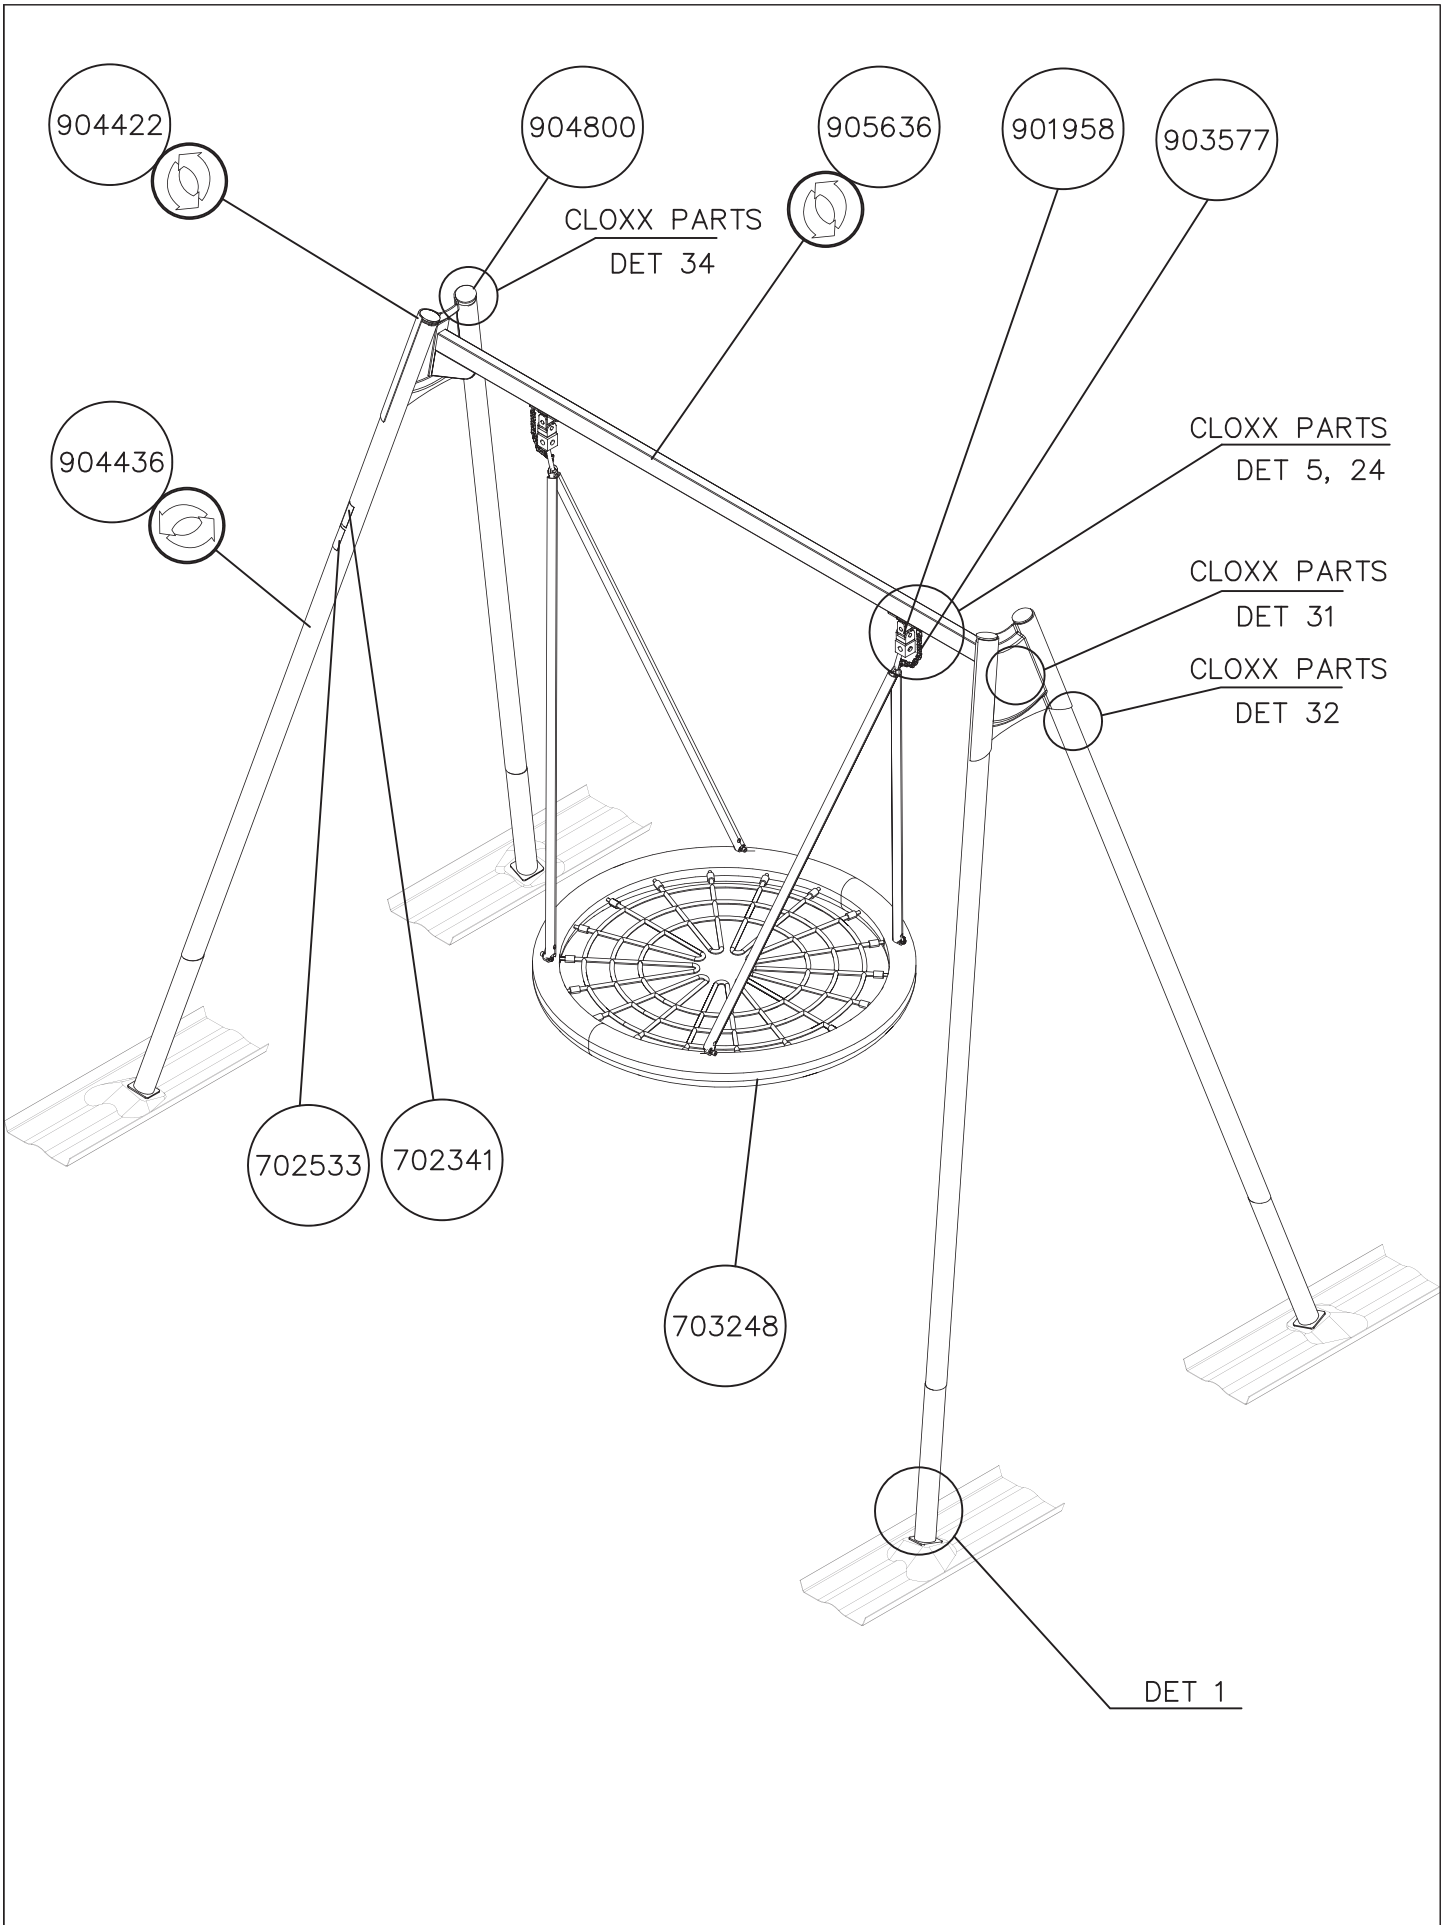 904422
904800
905636
901958
903577
CLOXX PARTS
DET 34
904436
CLOXX PARTS
DET 5, 24
CLOXX PARTS
DET 31
CLOXX PARTS
DET 32
702533
702341
703248
DET 1